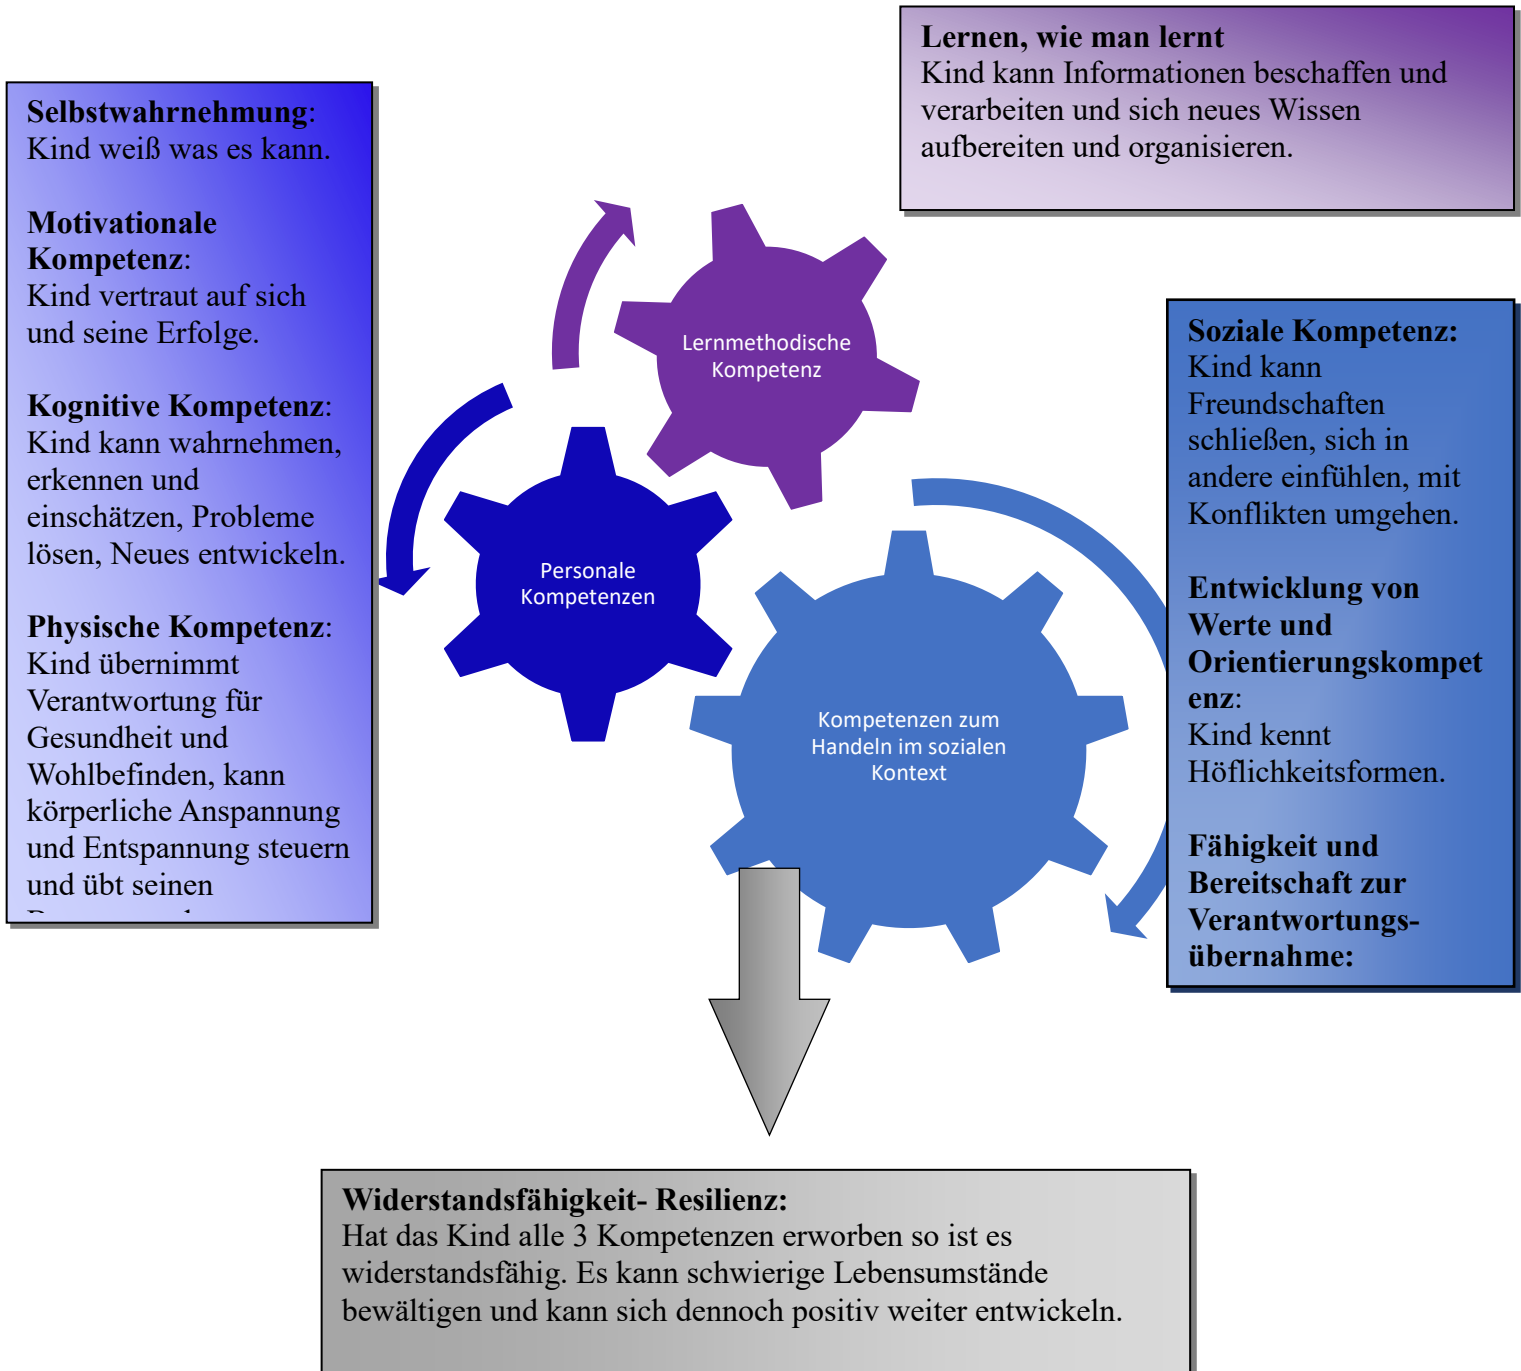 Lernen, wie man lernt
Kind kann Informationen beschaffen und
verarbeiten und sich neues Wissen
aufbereiten und organisieren.
Selbstwahrnehmung:
Kind weiß was es kann.
Motivationale
Kompetenz:
Kind vertraut auf sich
und seine Erfolge.
Kognitive Kompetenz:
Kind kann wahrnehmen,
erkennen und
einschätzen, Probleme
lösen, Neues entwickeln.
Physische Kompetenz:
Kind übernimmt
Verantwortung für
Gesundheit und
Wohlbefinden, kann
körperliche Anspannung
und Entspannung steuern
und übt seinen
Lernmethodische
Kompetenz
Personale
Kompetenzen
Kompetenzen zum
Handeln im sozialen
Kontext
Soziale Kompetenz:
Kind kann
Freundschaften
schließen, sich in
andere einfühlen, mit
Konflikten umgehen.
Entwicklung von
Werte und
Orientierungskompet
enz:
Kind kennt
Höflichkeitsformen.
Fähigkeit und
Bereitschaft zur
Verantwortungs-
übernahme:
Widerstandsfähigkeit- Resilienz:
Hat das Kind alle 3 Kompetenzen erworben so ist es
widerstandsfähig. Es kann schwierige Lebensumstände
bewältigen und kann sich dennoch positiv weiter entwickeln.